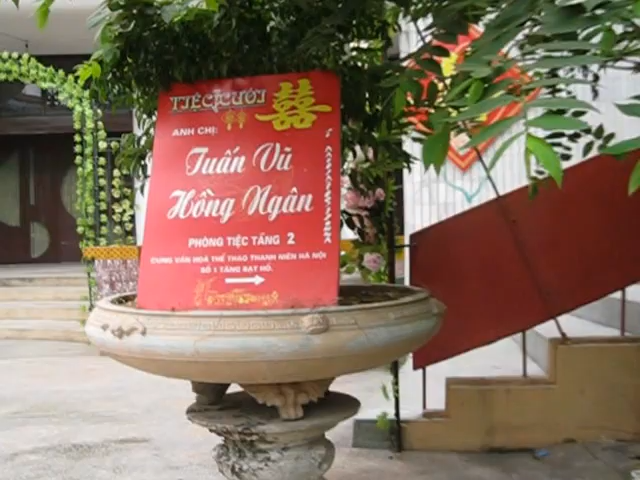 TIỆC CƯỚI
囍
ANH CHỊ:
Tuấn Vũ
Hồng Ngân
PHÒNG TIỆC TẦNG 2
CUNG VĂN HOÁ THỂ THAO THANH NIÊN HÀ NỘI
SỐ 1 TĂNG BẠT HỔ.